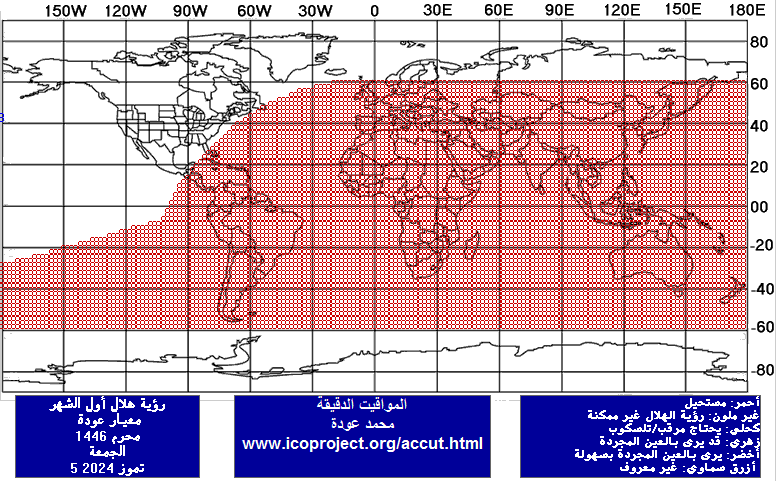 150W 120W 90W 60W 30W 0 30E 60E 90E 120E 150E 180E
80
60
40
20
00
-20
-40
-60
-80
رؤية هلال أول الشهر
معيار عودة
محرم 1446
الجمعة
5 تموز 2024
المواقيت الدقيقة
محمد عودة
www.icoproject.org/accut.html
أحمر: مستحيل
غير ملون: رؤية الهلال غير ممكنة
كحلي: يحتاج مرقب/تلسكوب
زهري: قد يرى بالعين المجردة
أخضر: يرى بالعين المجردة بسهولة
أزرق سماوي: غير معروف